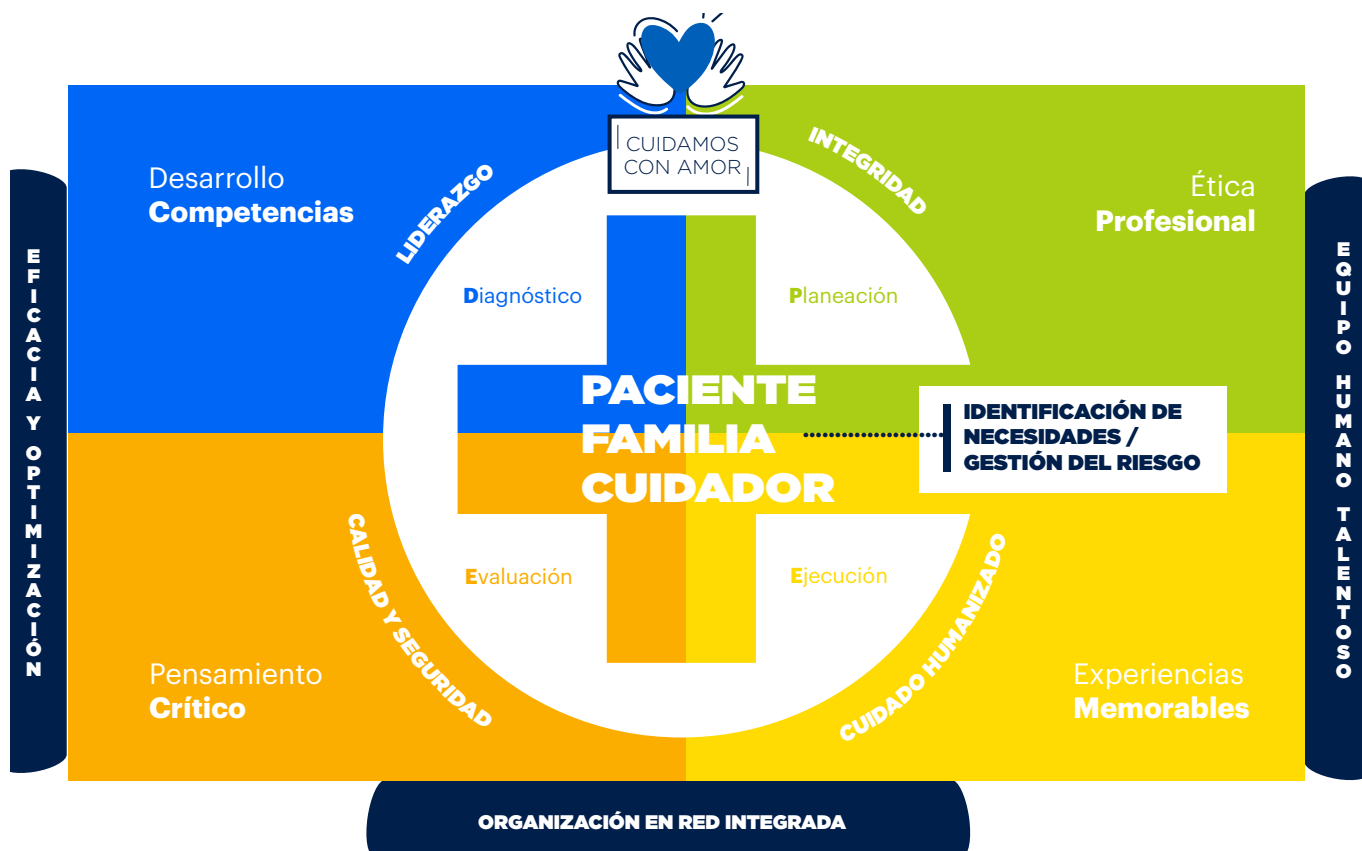 CUIDAMOS
CON AMOR
Desarrollo
Competencias
LIDERAZGO
INTEGRIDAD
Ética
Profesional
Diagnóstico
Planeación
PACIENTE
FAMILIA
CUIDADOR
IDENTIFICACIÓN DE
NECESIDADES /
GESTIÓN DEL RIESGO
Evaluación
Ejecución
CALIDAD Y SEGURIDAD
CUIDADO HUMANIZADO
Pensamiento
Crítico
Experiencias
Memorables
EFICACIA Y OPTIMIZACIÓN
EQUIPO HUMANO TALENTOSO
ORGANIZACIÓN EN RED INTEGRADA